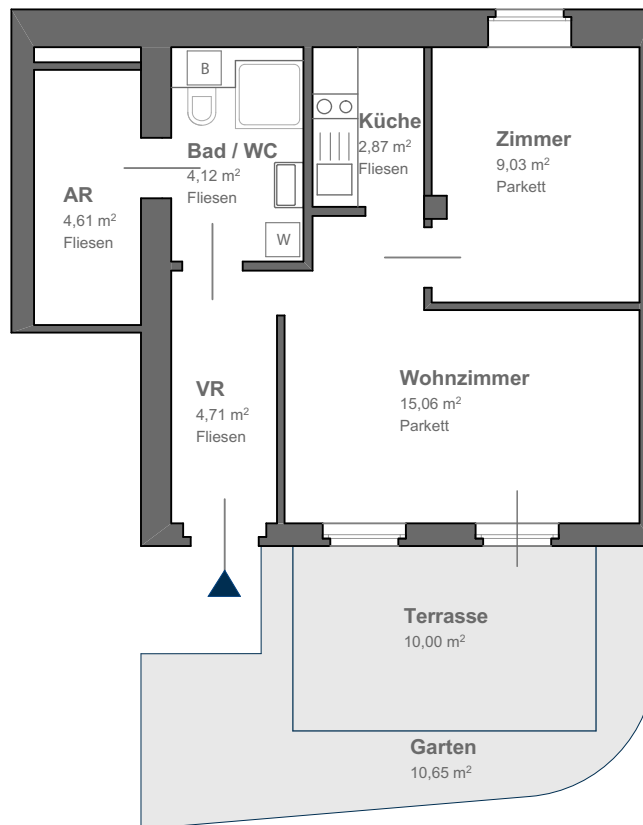 B
Bad / WC
4,12 m²
Fliesen
W
Küche
2,87 m²
Fliesen
Zimmer
9,03 m²
Parkett
AR
4,61 m²
Fliesen
VR
4,71 m²
Fliesen
Wohnzimmer
15,06 m²
Parkett
Terrasse
10,00 m²
Garten
10,65 m²